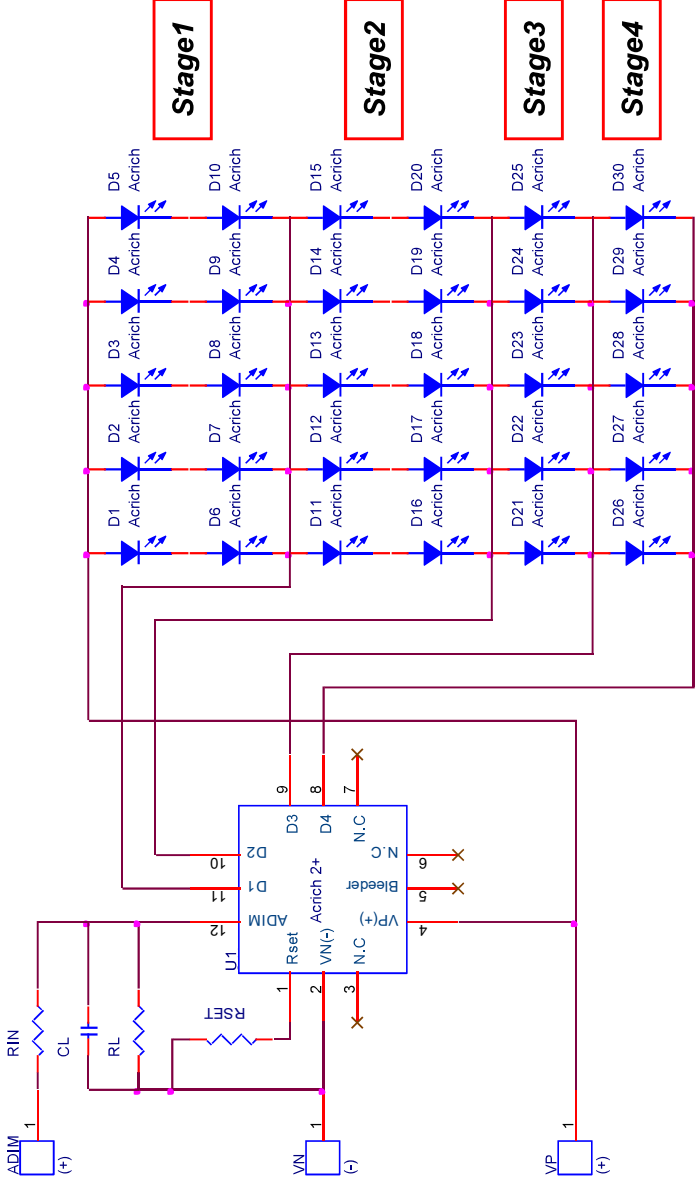 Stage1
Stage2
Stage3
Stage4
D5
Acrich
D10
Acrich
D15
Acrich
D20
Acrich
D25
Acrich
D30
Acrich
D4
Acrich
D9
Acrich
D14
Acrich
D19
Acrich
D24
Acrich
D29
Acrich
D3
Acrich
D8
Acrich
D13
Acrich
D18
Acrich
D23
Acrich
D28
Acrich
D2
Acrich
D7
Acrich
D12
Acrich
D17
Acrich
D22
Acrich
D27
Acrich
D1
Acrich
D6
Acrich
D11
Acrich
D16
Acrich
D21
Acrich
D26
Acrich
9
8
7
D3
D4
N.C
10
D2
11
D1
12
ADIM
N.C
6
Bleeder
5
VP(+)
4
Acrich 2+
U1
Rset
VN(-)
N.C
1
2
3
RSET
RIN
CL
RL
ADIM
(+)
1
VN
(-)
1
VP
(+)
1